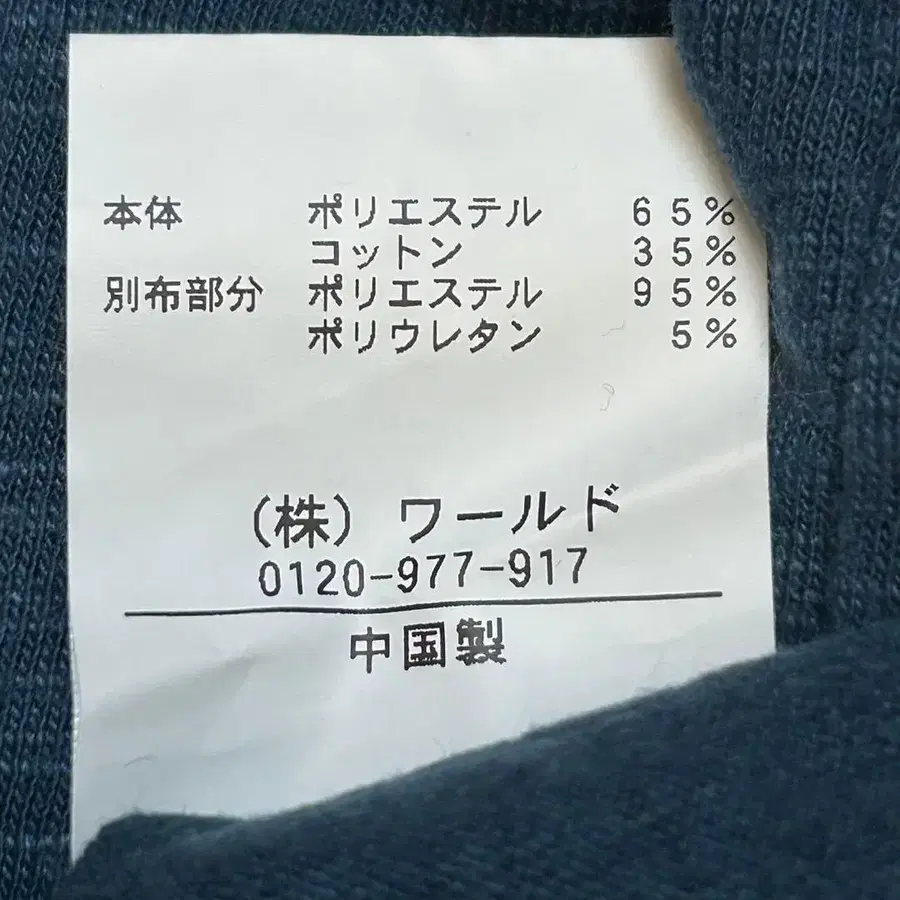 本体 ポリエステル 65%
コットン 35%
別布部分 ポリエステル 95%
ポリウレタン 5%
(株) ワールド
0120-977-917
中国製